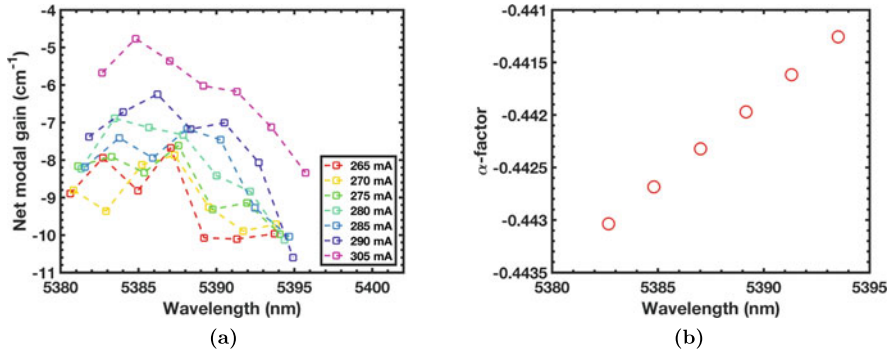 -4
-5
-6
-7
-8
-9
-10
-11
Net modal gain (cm⁻¹)
265 mA
270 mA
275 mA
280 mA
285 mA
290 mA
305 mA
5380 5385 5390 5395 5400
Wavelength (nm)
(a)
-0.441
-0.4415
-0.442
-0.4425
-0.443
-0.4435
α-factor
5380 5385 5390 5395
Wavelength (nm)
(b)